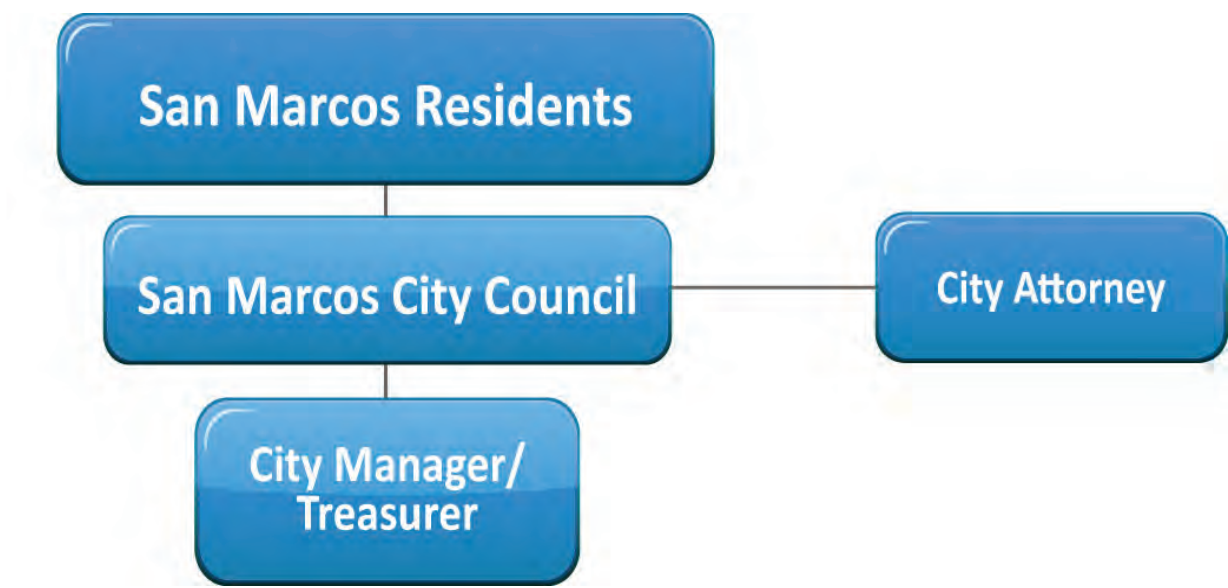 San Marcos Residents
San Marcos City Council
City Attorney
City Manager/
Treasurer